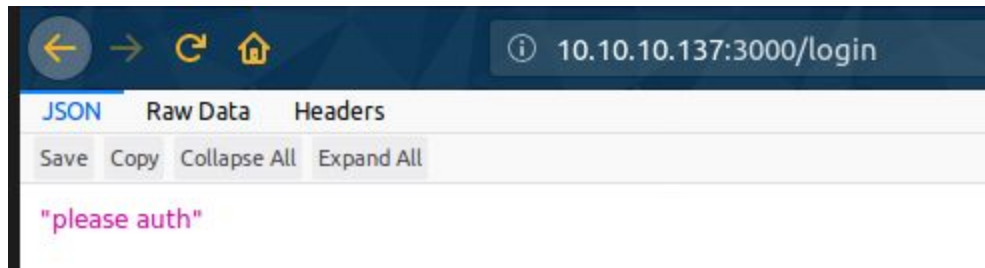 10.10.10.137:3000/login
JSON Raw Data Headers
Save Copy Collapse All Expand All
"please auth"